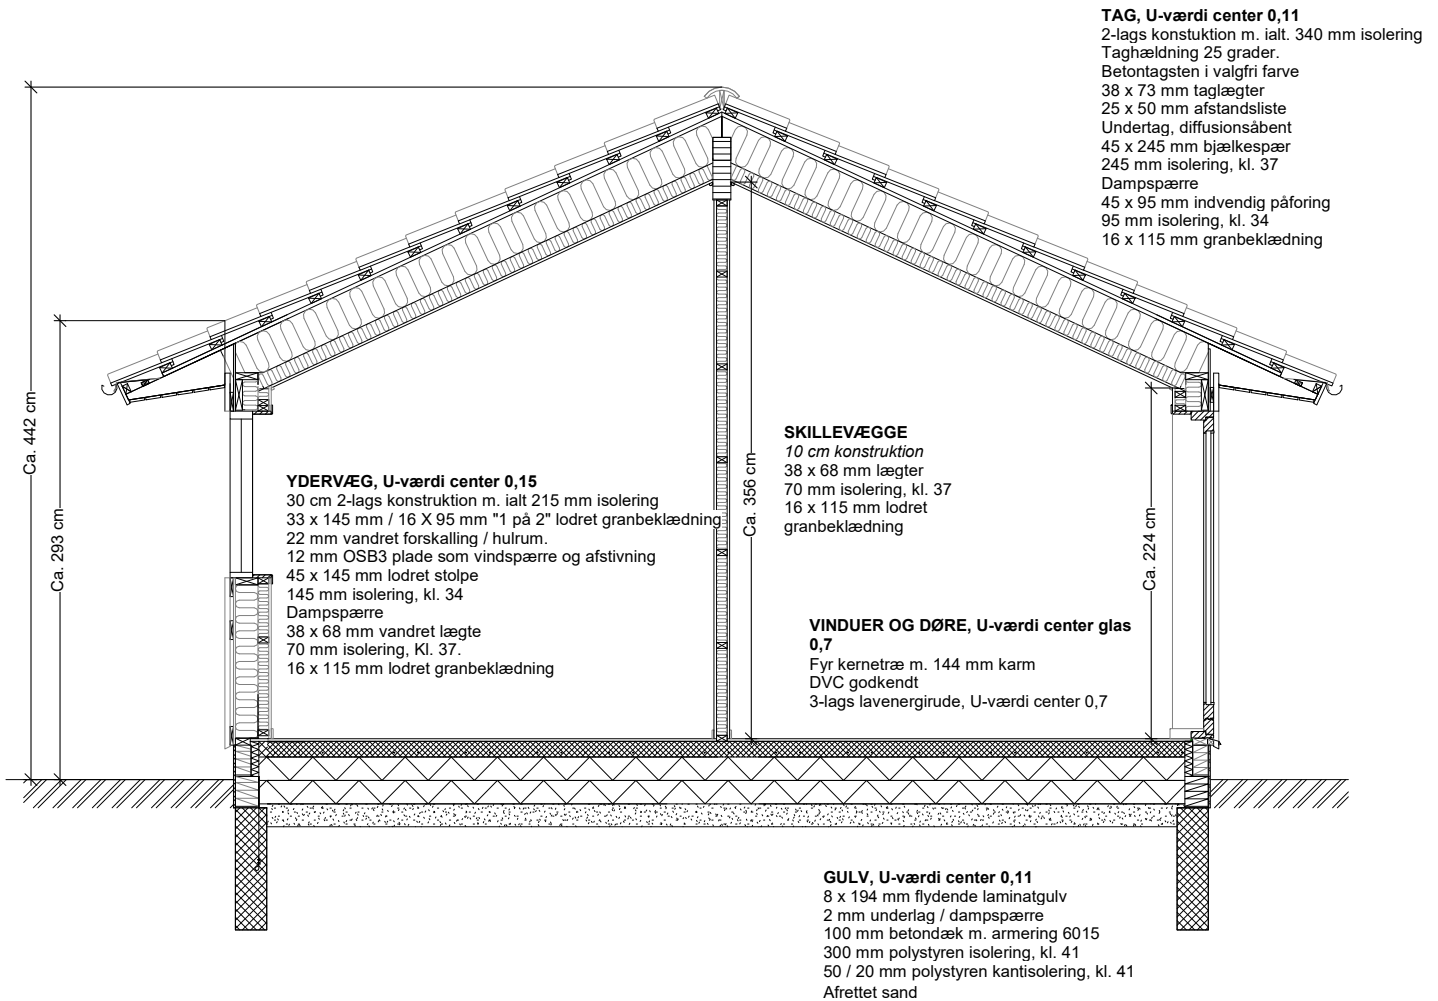 TAG, U-værdi center 0,11
2-lags konstuktion m. ialt. 340 mm isolering
Taghældning 25 grader.
Betontagsten i valgfri farve
38 x 73 mm taglægter
25 x 50 mm afstandsliste
Undertag, diffusionsåbent
45 x 245 mm bjælkespær
245 mm isolering, kl. 37
Dampspærre
45 x 95 mm indvendig påforing
95 mm isolering, kl. 34
16 x 115 mm granbeklædning
Ca. 442 cm
Ca. 293 cm
YDERVÆG, U-værdi center 0,15
30 cm 2-lags konstruktion m. ialt 215 mm isolering
33 x 145 mm / 16 X 95 mm "1 på 2" lodret granbeklædning
22 mm vandret forskalling / hulrum.
12 mm OSB3 plade som vindspærre og afstivning
45 x 145 mm lodret stolpe
145 mm isolering, kl. 34
Dampspærre
38 x 68 mm vandret lægte
70 mm isolering, Kl. 37.
16 x 115 mm lodret granbeklædning
Ca. 356 cm
SKILLEVÆGGE
10 cm konstruktion
38 x 68 mm lægter
70 mm isolering, kl. 37
16 x 115 mm lodret
granbeklædning
VINDUER OG DØRE, U-værdi center glas
0,7
Fyr kernetræ m. 144 mm karm
DVC godkendt
3-lags lavenergirude, U-værdi center 0,7
Ca. 224 cm
GULV, U-værdi center 0,11
8 x 194 mm flydende laminatgulv
2 mm underlag / dampspærre
100 mm betondæk m. armering 6015
300 mm polystyren isolering, kl. 41
50 / 20 mm polystyren kantisolering, kl. 41
Afrettet sand